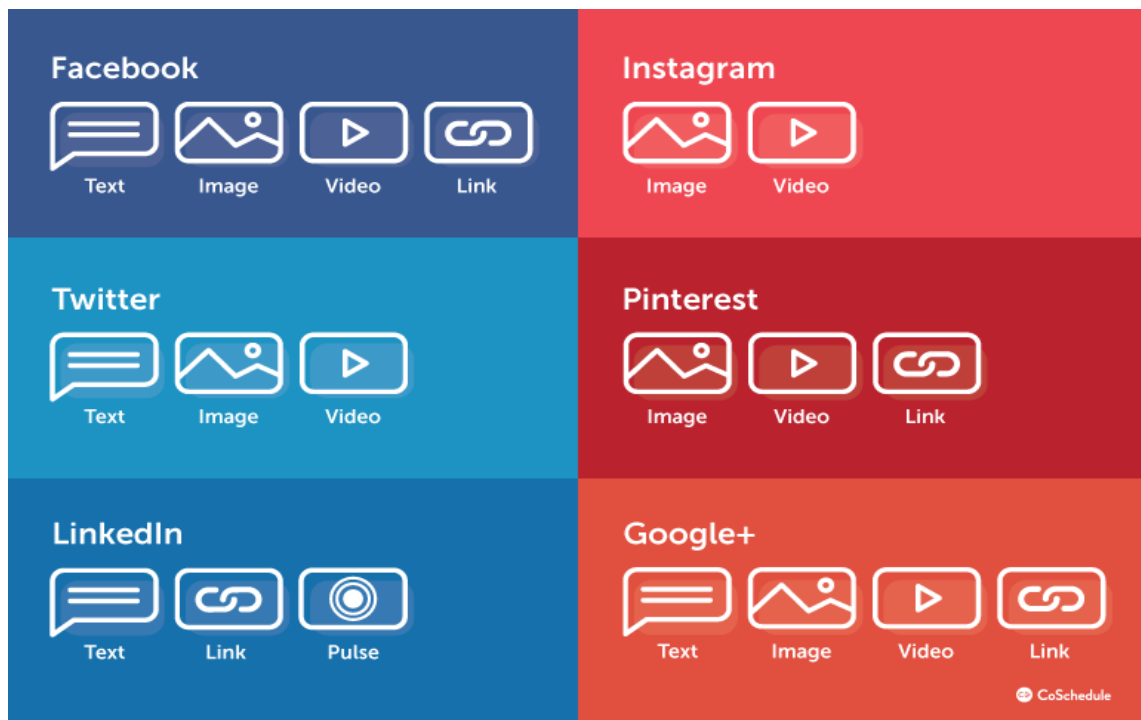 Facebook
Text Image Video Link
Instagram
Image Video
Twitter
Text Image Video
Pinterest
Image Video Link
LinkedIn
Text Link Pulse
Google+
Text Image Video Link
CoSchedule